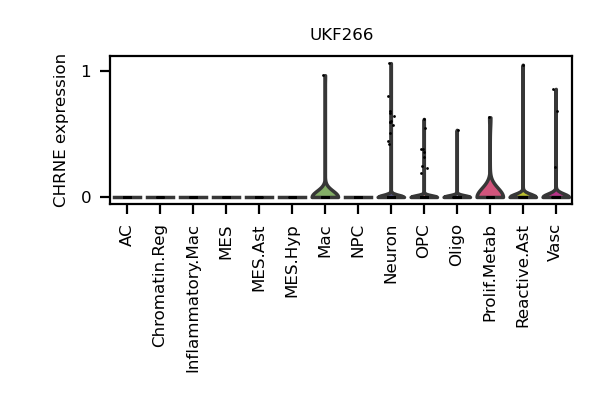 UKF266
CHRNE expression
1
0
AC
Chromatin.Reg
Inflammatory.Mac
MES
MES.Ast
MES.Hyp
Mac
NPC
Neuron
OPC
Oligo
Prolif.Metab
Reactive.Ast
Vasc